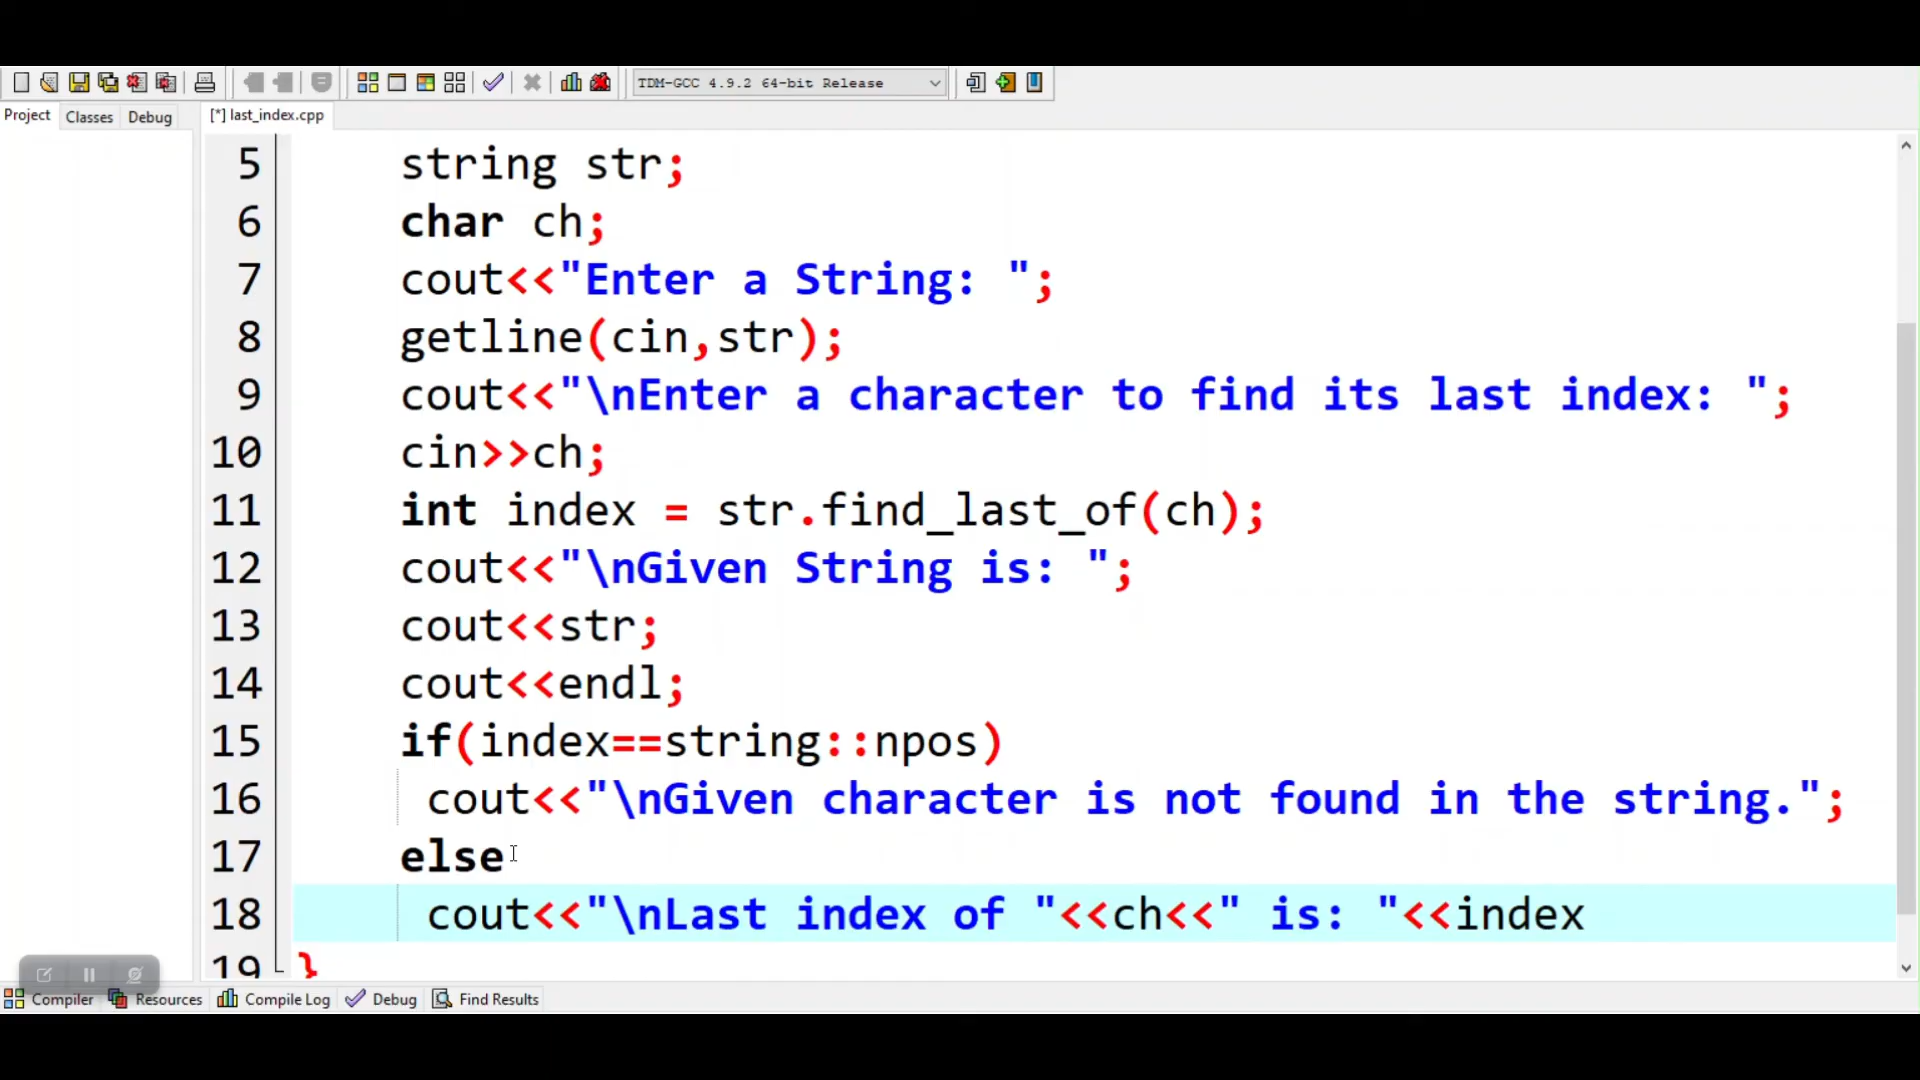 TDM-GCC 4.9.2 64-bit Release
Project Classes Debug [*] last_index.cpp
5 string str;
6 char ch;
7 cout<<"Enter a String: ";
8 getline(cin,str);
9 cout<<"\nEnter a character to find its last index: ";
10 cin>>ch;
11 int index = str.find_last_of(ch);
12 cout<<"\nGiven String is: ";
13 cout<<str;
14 cout<<endl;
15 if(index==string::npos)
16 cout<<"\nGiven character is not found in the string.";
17 else
18 cout<<"\nLast index of "<<ch<<" is: "<<index
19 }
Compiler Resources Compile Log Debug Find Results